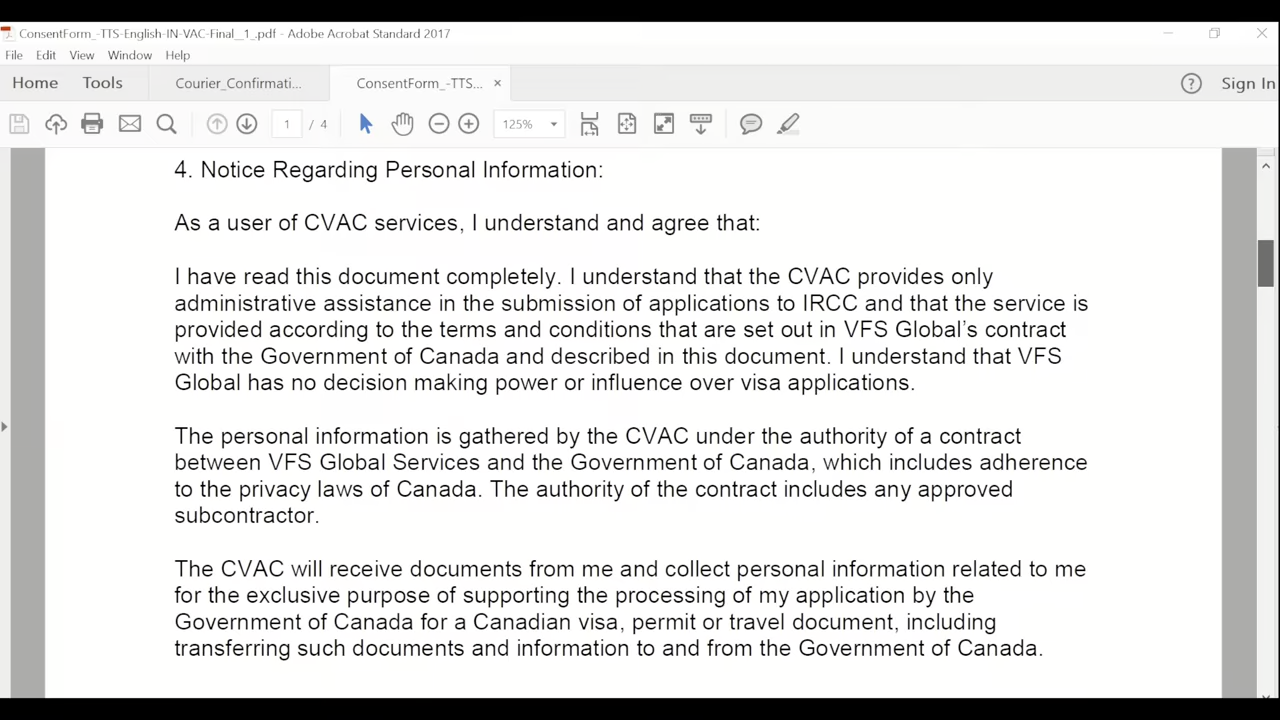 ConsentForm_-TTS-English-IN-VAC-Final__1_.pdf - Adobe Acrobat Standard 2017
File Edit View Window Help
Home Tools Courier_Confirmati... ConsentForm_-TTS... × ? Sign In
1 / 4 125%
4. Notice Regarding Personal Information:
As a user of CVAC services, I understand and agree that:
I have read this document completely. I understand that the CVAC provides only
administrative assistance in the submission of applications to IRCC and that the service is
provided according to the terms and conditions that are set out in VFS Global's contract
with the Government of Canada and described in this document. I understand that VFS
Global has no decision making power or influence over visa applications.
The personal information is gathered by the CVAC under the authority of a contract
between VFS Global Services and the Government of Canada, which includes adherence
to the privacy laws of Canada. The authority of the contract includes any approved
subcontractor.
The CVAC will receive documents from me and collect personal information related to me
for the exclusive purpose of supporting the processing of my application by the
Government of Canada for a Canadian visa, permit or travel document, including
transferring such documents and information to and from the Government of Canada.